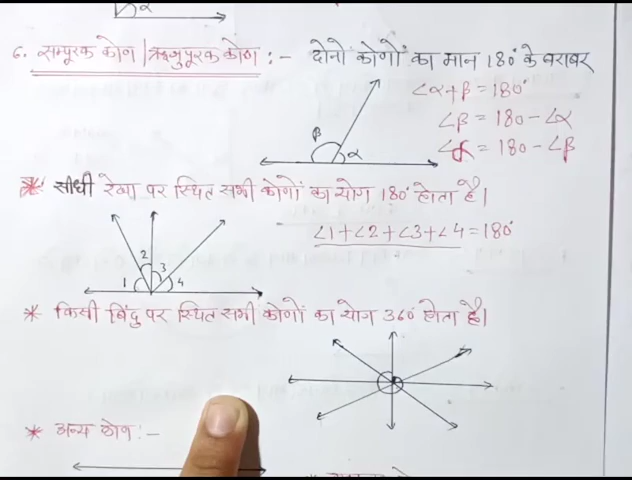 α
6. सम्पूरक कोण | ऋजुपूरक कोण :- दोनो कोणों का मान 180° के बराबर
∠α+β = 180°
∠β = 180 - ∠α
∠α = 180 - ∠β
β
α
* सीधी रेखा पर स्थित सभी कोणों का योग 180° होता है।
∠1+∠2+∠3+∠4 = 180°
1 2 3 4
* किसी बिंदु पर स्थित सभी कोणों का योग 360° होता है।
* अन्य कोण :-